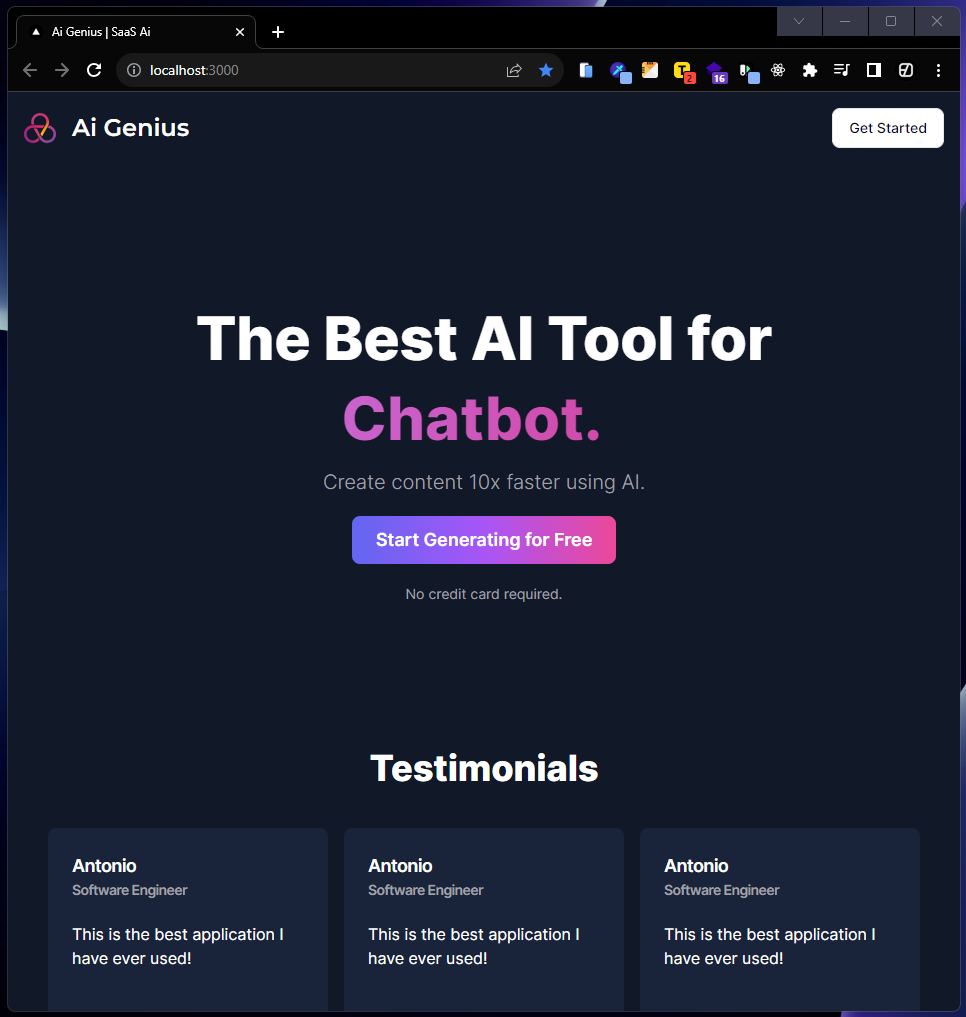 Ai Genius | SaaS Ai
localhost:3000
2
16
Ai Genius
Get Started
The Best AI Tool for
Chatbot.
Create content 10x faster using AI.
Start Generating for Free
No credit card required.
Testimonials
Antonio
Software Engineer
This is the best application I
have ever used!
Antonio
Software Engineer
This is the best application I
have ever used!
Antonio
Software Engineer
This is the best application I
have ever used!